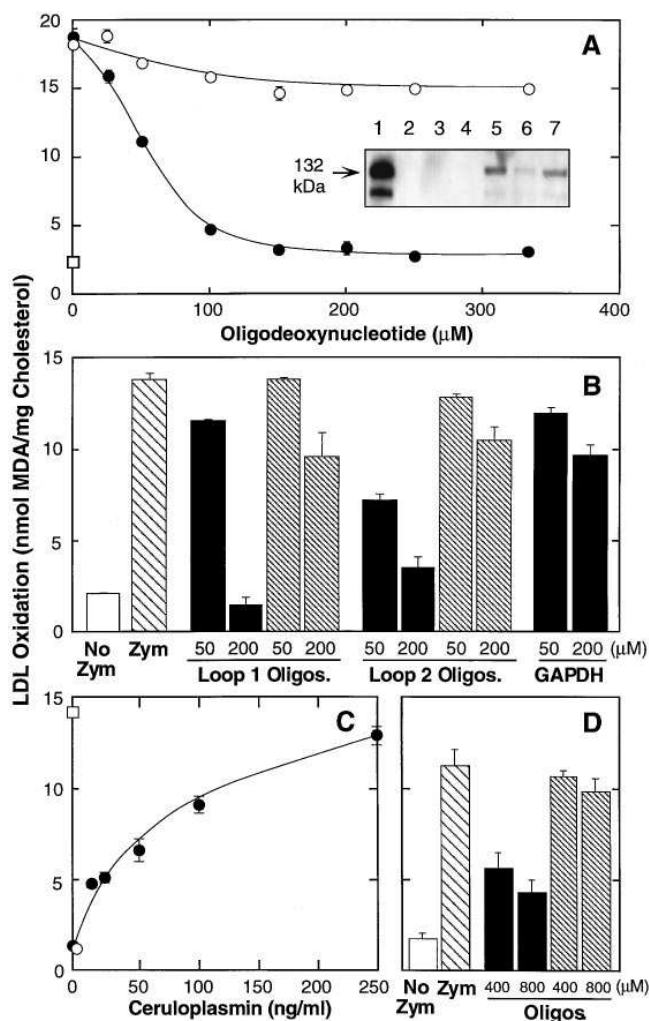 20
A
15
1 2 3 4 5 6 7
132
kDa
10
5
0
0 100 200 300 400
Oligodeoxynucleotide (μM)
LDL Oxidation (nmol MDA/mg Cholesterol)
15
B
10
5
0
No
Zym
Zym
50 200 50 200 50 200 50 200 50 200 (μM)
Loop 1 Oligos. Loop 2 Oligos. GAPDH
15
C D
10
5
0
0 50 100 150 200 250
Ceruloplasmin (ng/ml)
No
Zym
Zym
400 800 400 800 (μM)
Oligos